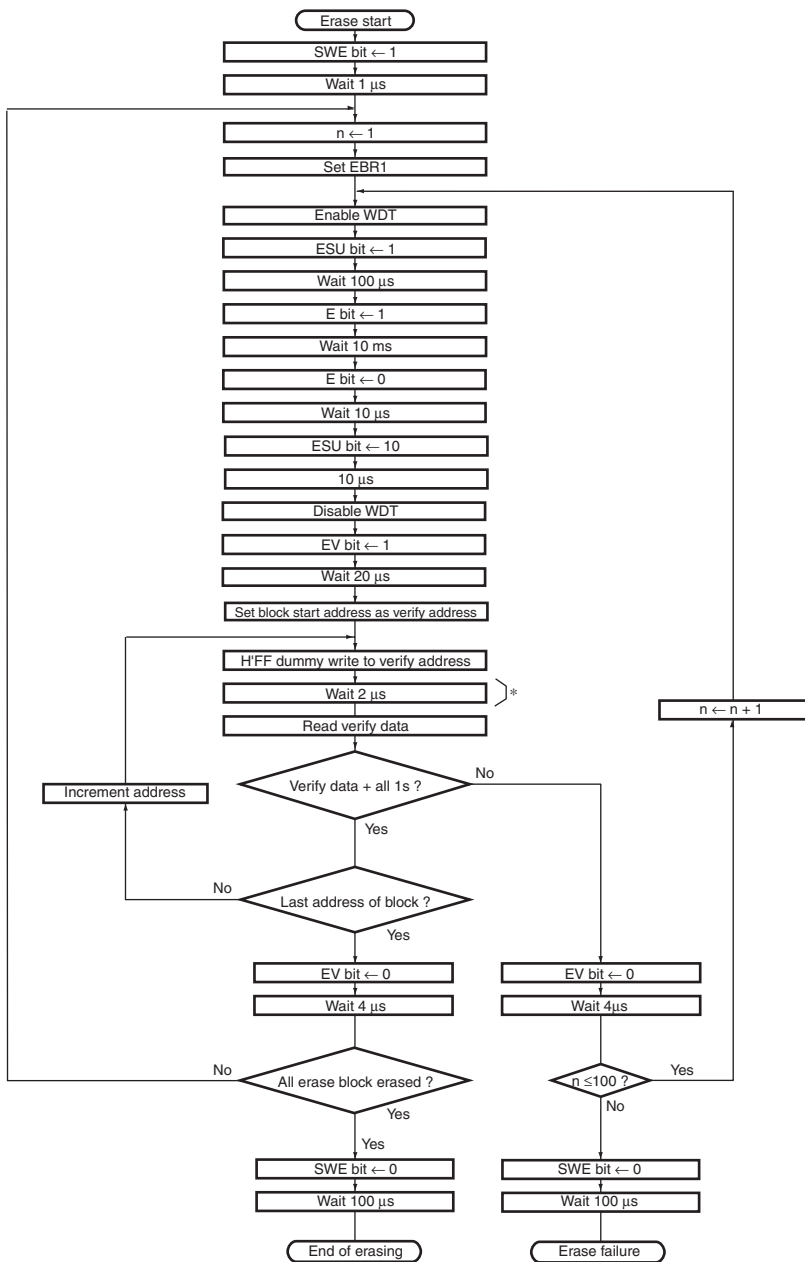 Erase start
SWE bit ← 1
Wait 1 μs
n ← 1
Set EBR1
Enable WDT
ESU bit ← 1
Wait 100 μs
E bit ← 1
Wait 10 ms
E bit ← 0
Wait 10 μs
ESU bit ← 10
10 μs
Disable WDT
EV bit ← 1
Wait 20 μs
Set block start address as verify address
H'FF dummy write to verify address
Wait 2 μs
*
n ← n + 1
Read verify data
Verify data + all 1s ?
No
Increment address
Yes
No
Last address of block ?
Yes
EV bit ← 0
EV bit ← 0
Wait 4 μs
Wait 4μs
No
All erase block erased ?
n ≤100 ?
Yes
Yes
No
Yes
SWE bit ← 0
SWE bit ← 0
Wait 100 μs
Wait 100 μs
End of erasing
Erase failure